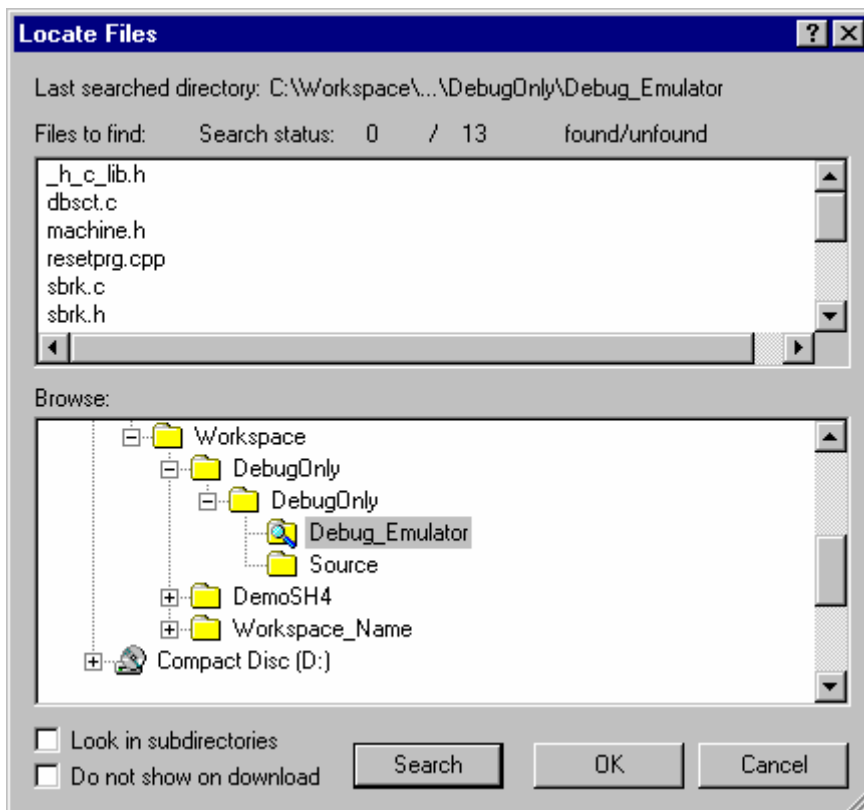 Locate Files
Last searched directory: C:\Workspace\...\DebugOnly\Debug_Emulator
Files to find: Search status: 0 / 13 found/unfound
_h_c_lib.h
dbsct.c
machine.h
resetprg.cpp
sbrk.c
sbrk.h
Browse:
Workspace
DebugOnly
DebugOnly
Debug_Emulator
Source
DemoSH4
Workspace_Name
Compact Disc (D:)
Look in subdirectories
Do not show on download
Search OK Cancel